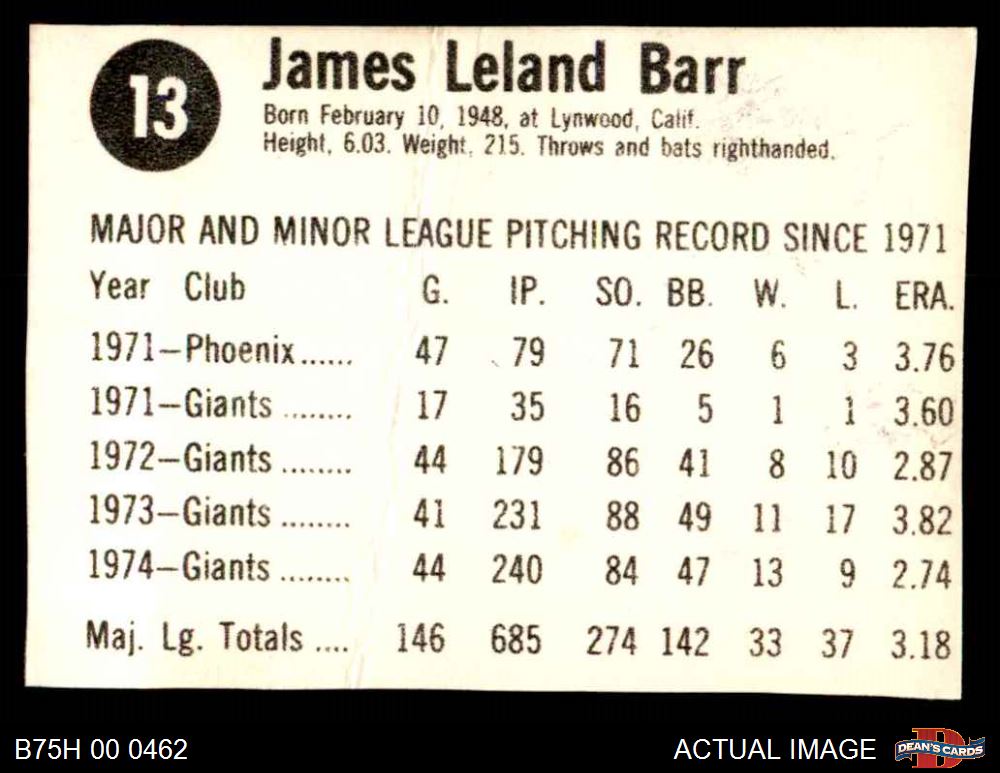 13
James Leland Barr
Born February 10, 1948, at Lynwood, Calif.
Height, 6.03. Weight, 215. Throws and bats righthanded.
MAJOR AND MINOR LEAGUE PITCHING RECORD SINCE 1971
Year Club G. IP. SO. BB. W. L. ERA.
1971—Phoenix...... 47 79 71 26 6 3 3.76
1971—Giants ........ 17 35 16 5 1 1 3.60
1972—Giants ........ 44 179 86 41 8 10 2.87
1973—Giants ........ 41 231 88 49 11 17 3.82
1974—Giants ........ 44 240 84 47 13 9 2.74
Maj. Lg. Totals .... 146 685 274 142 33 37 3.18
B75H 00 0462 ACTUAL IMAGE DEAN'S CARDS